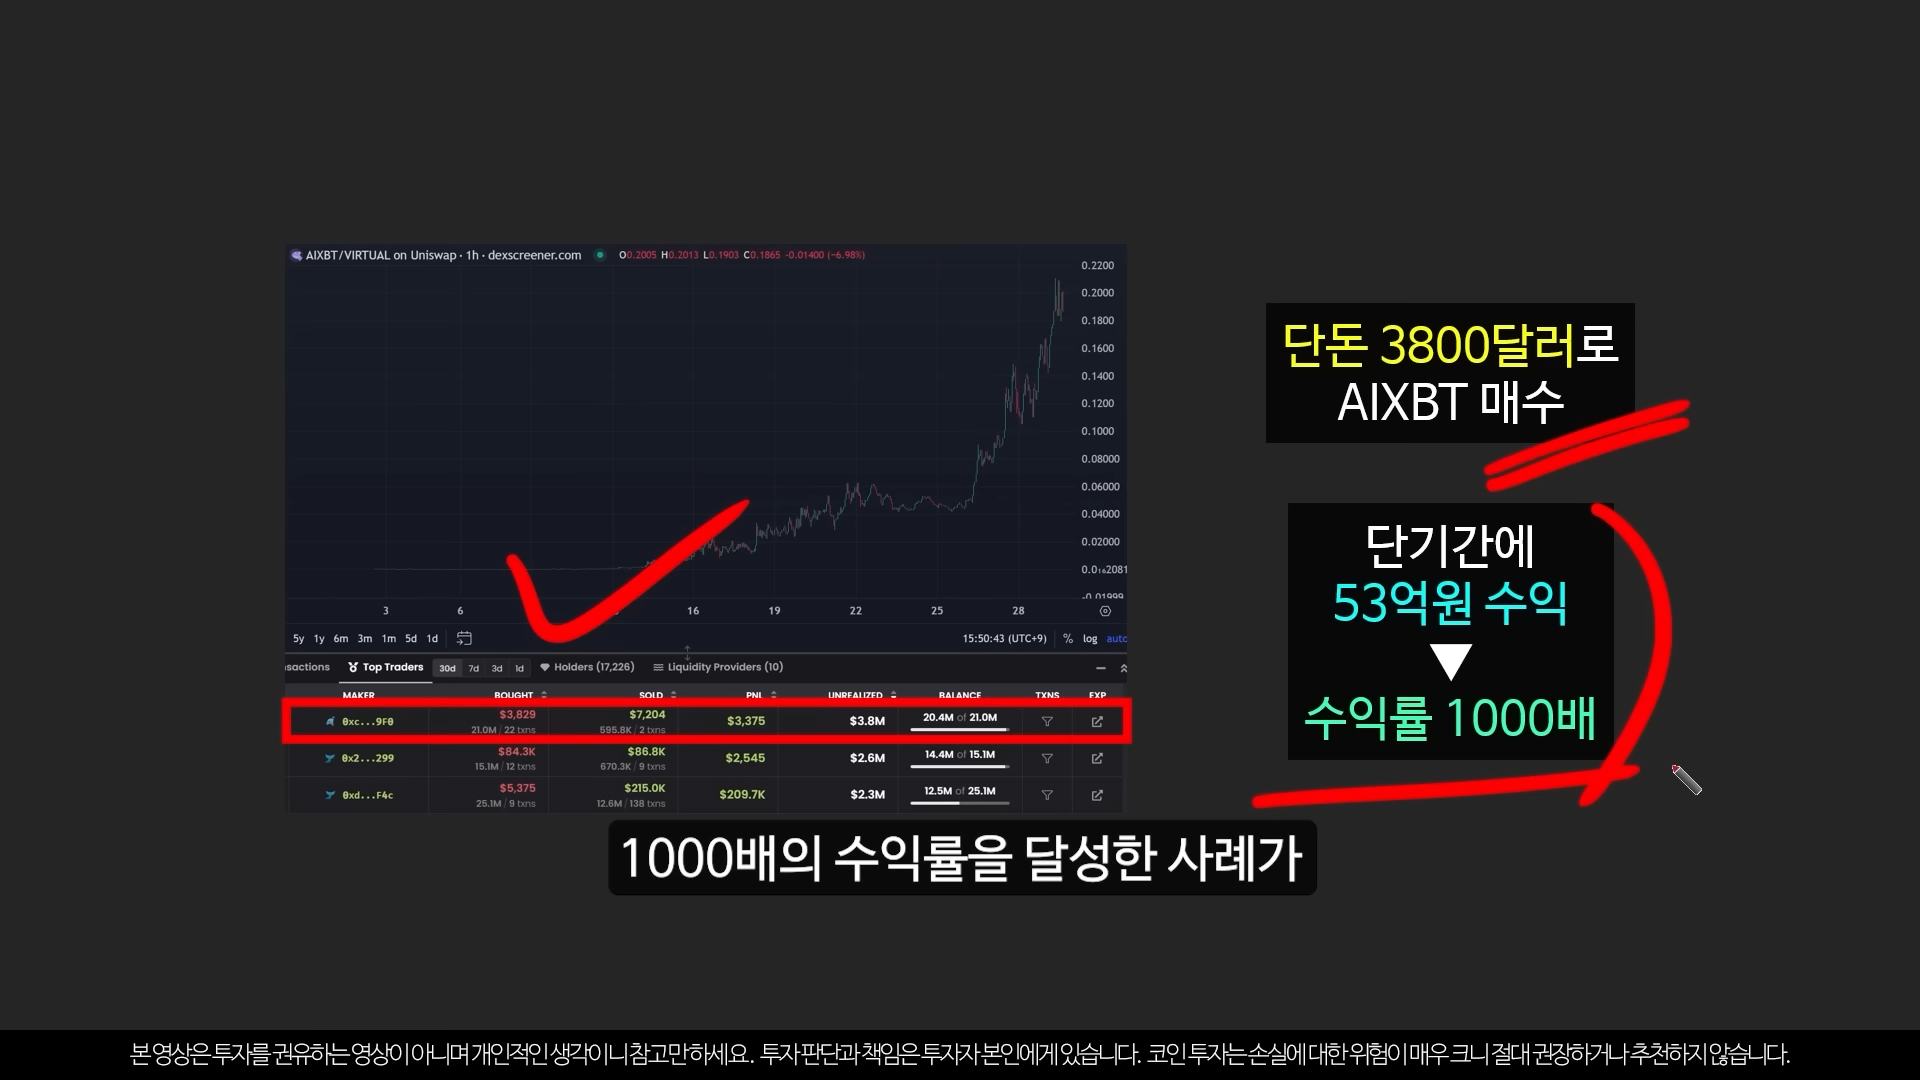 AIXBT/VIRTUAL on Uniswap · 1h · dexscreener.com O0.2005 H0.2013 L0.1903 C0.1865 -0.01400 (−6.98%)
0.2200
0.2000
0.1800
0.1600
0.1400
0.1200
0.1000
0.08000
0.06000
0.04000
0.02000
0.0₁₆2081
-0.01999
3 6 16 19 22 25 28
5y 1y 6m 3m 1m 5d 1d 15:50:43 (UTC+9) % log auto
nsactions Top Traders 30d 7d 3d 1d Holders (17,226) Liquidity Providers (10)
MAKER BOUGHT SOLD PNL UNREALIZED BALANCE TXNS EXP
0xc...9F0 $3,829 $7,204 $3,375 $3.8M 20.4M of 21.0M
21.0M / 22 txns 595.8K / 2 txns
0x2...299 $84.3K $86.8K $2,545 $2.6M 14.4M of 15.1M
15.1M / 12 txns 670.3K / 9 txns
0xd...F4c $5,375 $215.0K $209.7K $2.3M 12.5M of 25.1M
25.1M / 9 txns 12.6M / 138 txns
단돈 3800달러로
AIXBT 매수
단기간에
53억원 수익
▼
수익률 1000배
1000배의 수익률을 달성한 사례가
본 영상은 투자를 권유하는 영상이 아니며 개인적인 생각이니 참고만 하세요. 투자 판단과 책임은 투자자 본인에게 있습니다. 코인 투자는 손실에 대한 위험이 매우 크니 절대 권장하거나 추천하지 않습니다.